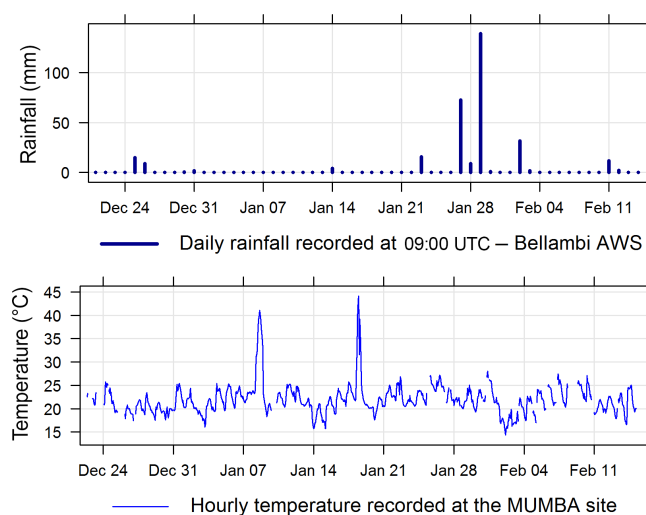 Rainfall (mm)
100
50
0
Dec 24 Dec 31 Jan 07 Jan 14 Jan 21 Jan 28 Feb 04 Feb 11
Daily rainfall recorded at 09:00 UTC – Bellambi AWS
Temperature (°C)
45
40
35
30
25
20
15
Dec 24 Dec 31 Jan 07 Jan 14 Jan 21 Jan 28 Feb 04 Feb 11
Hourly temperature recorded at the MUMBA site